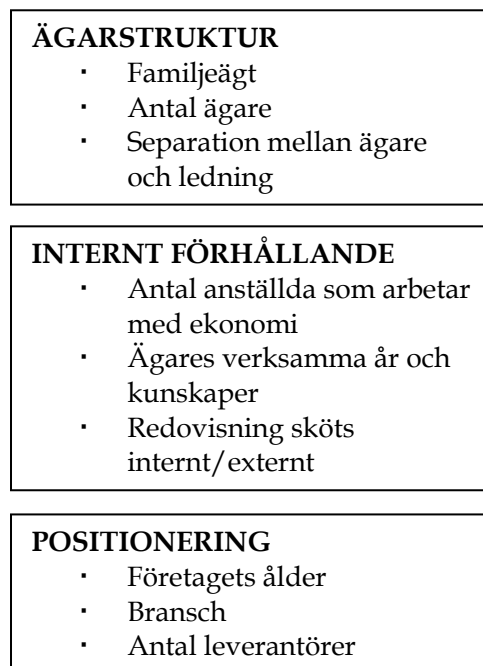 ÄGARSTRUKTUR
▪ Familjeägt
▪ Antal ägare
▪ Separation mellan ägare
och ledning
INTERNT FÖRHÅLLANDE
▪ Antal anställda som arbetar
med ekonomi
▪ Ägares verksamma år och
kunskaper
▪ Redovisning sköts
internt/externt
POSITIONERING
▪ Företagets ålder
▪ Bransch
▪ Antal leverantörer